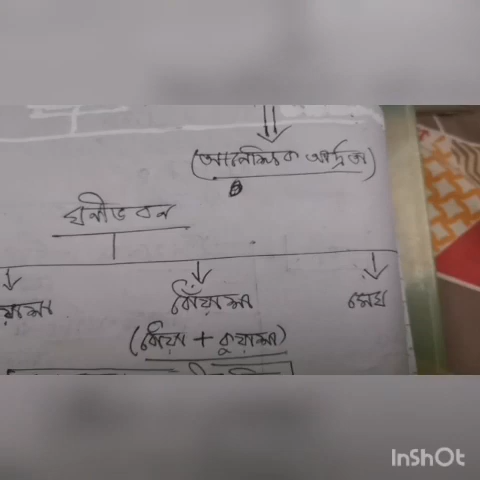 (আপেক্ষিক আর্দ্রতা)
ঘনীভবন
য়াশা ধোঁয়াশা মেঘ
(ধোঁয়া + কুয়াশা)
InShOt